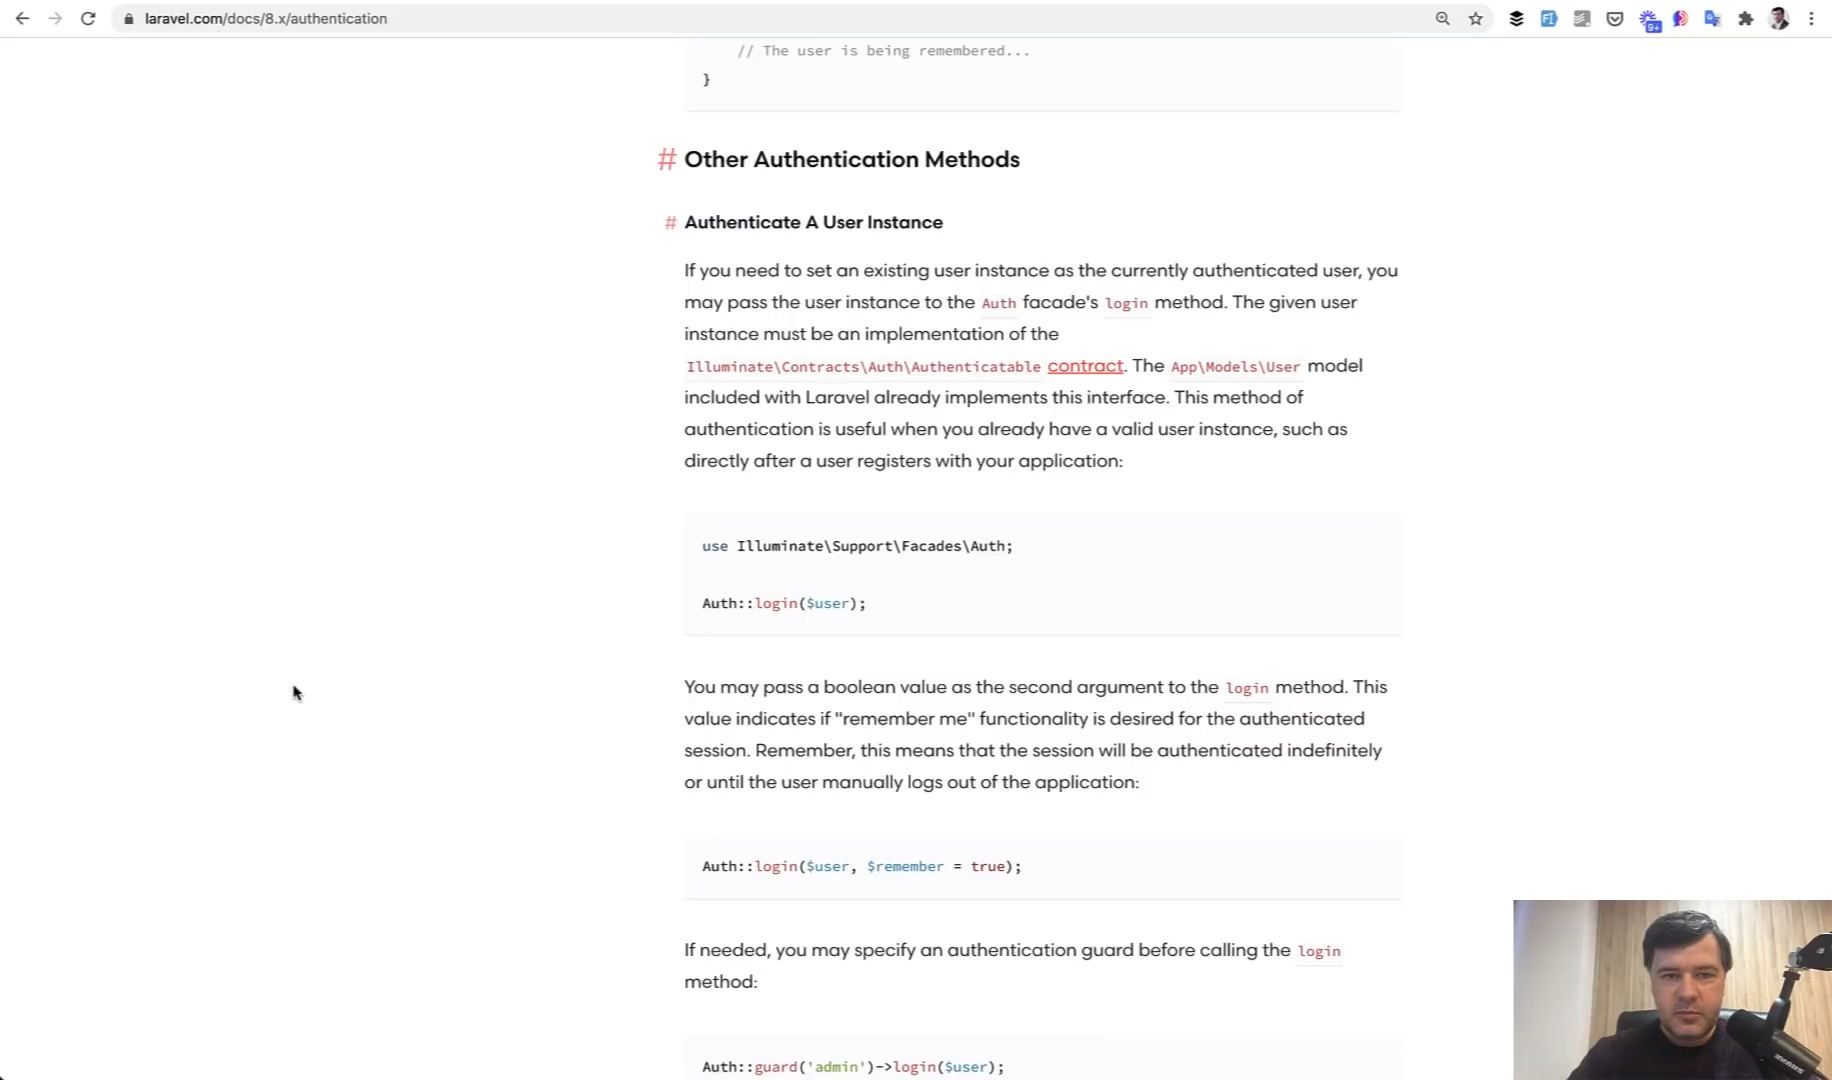 laravel.com/docs/8.x/authentication
9+
// The user is being remembered...
}
# Other Authentication Methods
# Authenticate A User Instance
If you need to set an existing user instance as the currently authenticated user, you
may pass the user instance to the Auth facade's login method. The given user
instance must be an implementation of the
Illuminate\Contracts\Auth\Authenticatable contract. The App\Models\User model
included with Laravel already implements this interface. This method of
authentication is useful when you already have a valid user instance, such as
directly after a user registers with your application:
use Illuminate\Support\Facades\Auth;
Auth::login($user);
You may pass a boolean value as the second argument to the login method. This
value indicates if "remember me" functionality is desired for the authenticated
session. Remember, this means that the session will be authenticated indefinitely
or until the user manually logs out of the application:
Auth::login($user, $remember = true);
If needed, you may specify an authentication guard before calling the login
method:
Auth::guard('admin')->login($user);